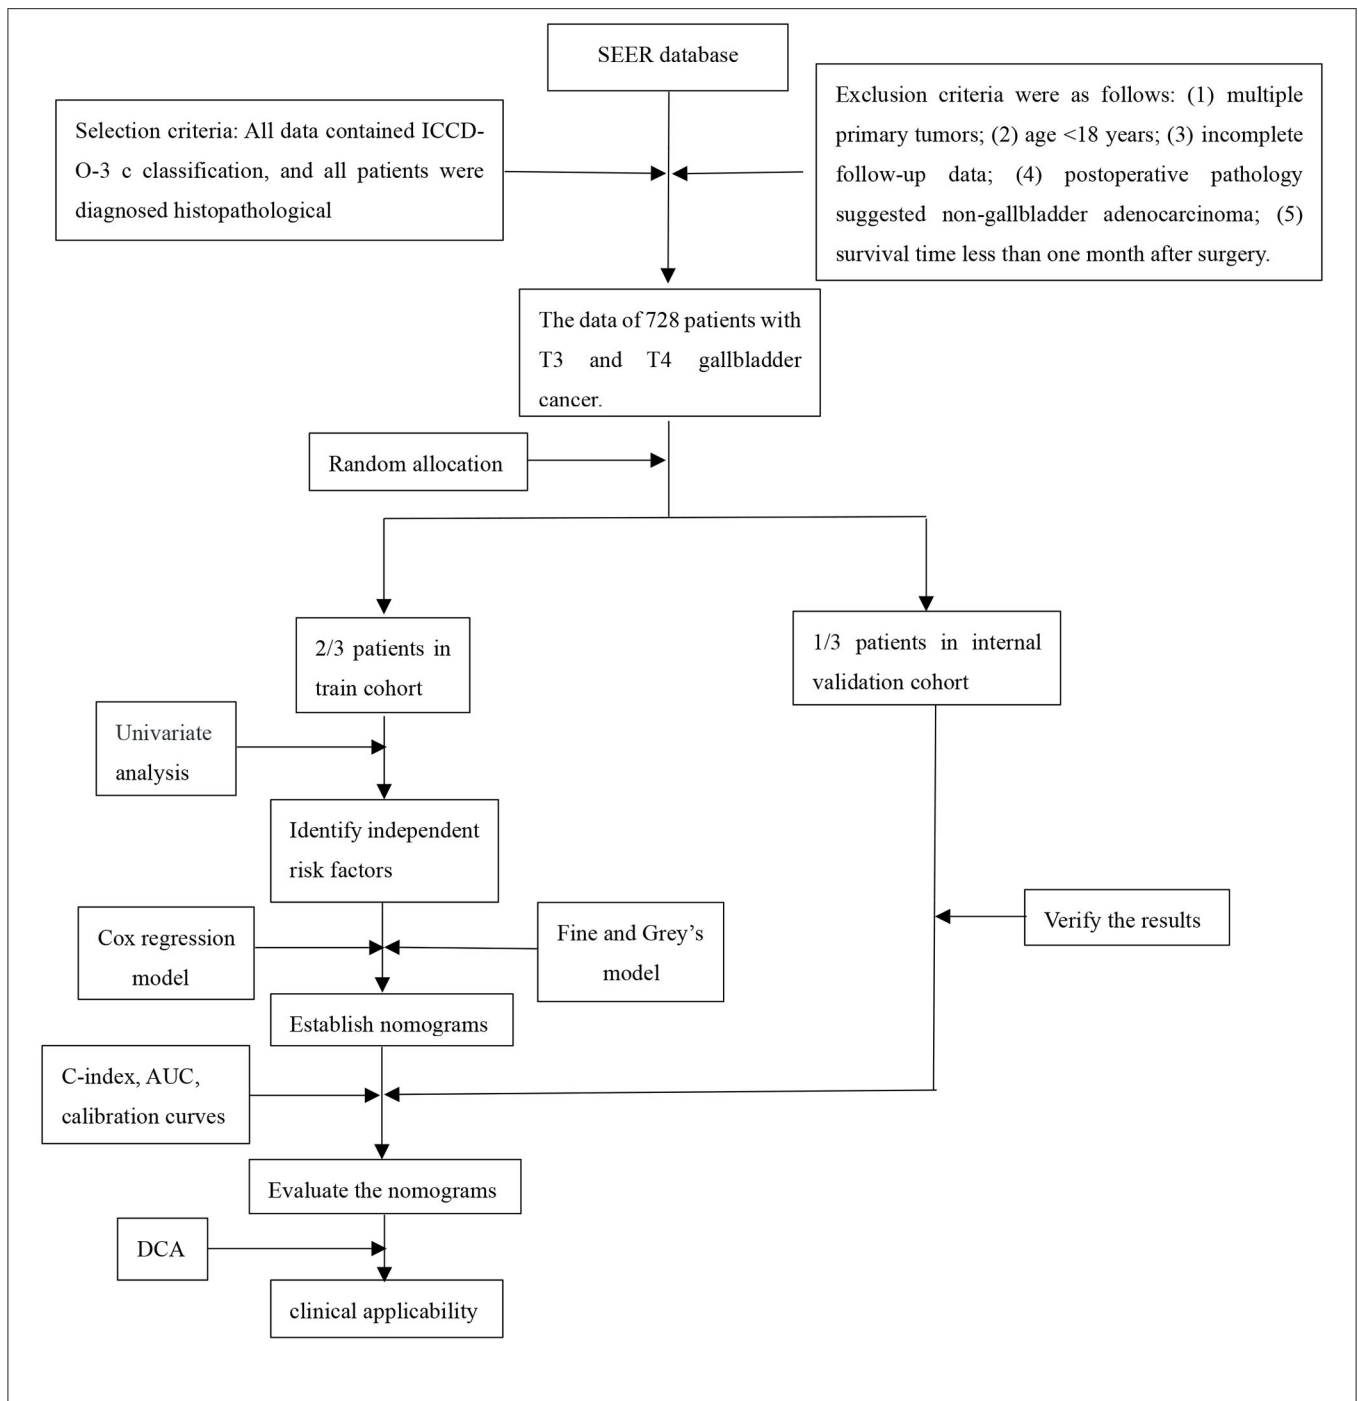 SEER database
Selection criteria: All data contained ICCD-
O-3 c classification, and all patients were
diagnosed histopathological
Exclusion criteria were as follows: (1) multiple
primary tumors; (2) age <18 years; (3) incomplete
follow-up data; (4) postoperative pathology
suggested non-gallbladder adenocarcinoma; (5)
survival time less than one month after surgery.
The data of 728 patients with
T3 and T4 gallbladder
cancer.
Random allocation
2/3 patients in
train cohort
1/3 patients in internal
validation cohort
Univariate
analysis
Identify independent
risk factors
Cox regression
model
Fine and Grey’s
model
Verify the results
Establish nomograms
C-index, AUC,
calibration curves
Evaluate the nomograms
DCA
clinical applicability